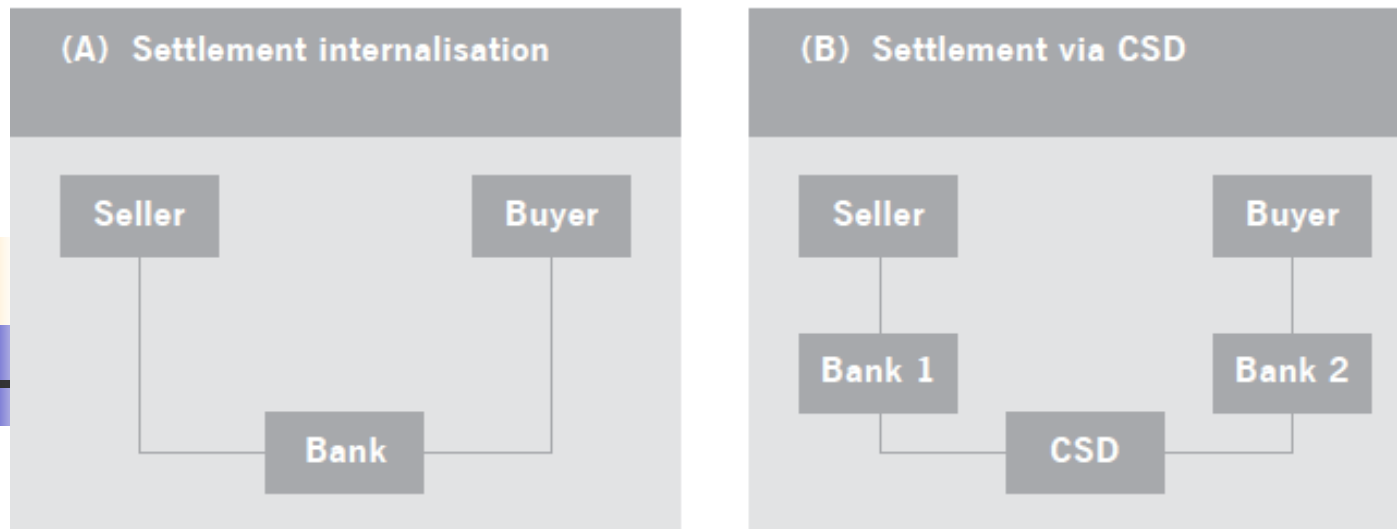 (A) Settlement internalisation
Seller
Buyer
Bank
(B) Settlement via CSD
Seller
Buyer
Bank 1
Bank 2
CSD